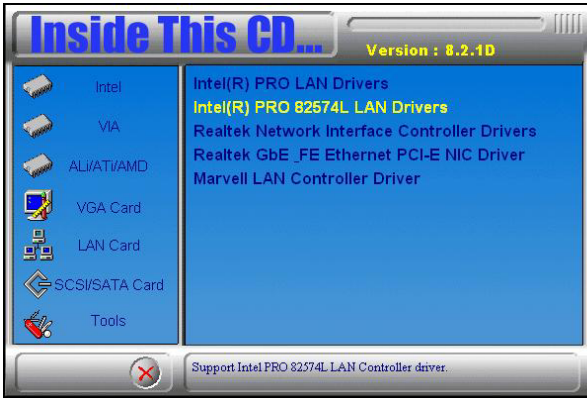 Inside This CD...
Version : 8.2.1D
Intel
VIA
ALi/ATi/AMD
VGA Card
LAN Card
SCSI/SATA Card
Tools
Intel(R) PRO LAN Drivers
Intel(R) PRO 82574L LAN Drivers
Realtek Network Interface Controller Drivers
Realtek GbE _FE Ethernet PCI-E NIC Driver
Marvell LAN Controller Driver
Support Intel PRO 82574L LAN Controller driver.